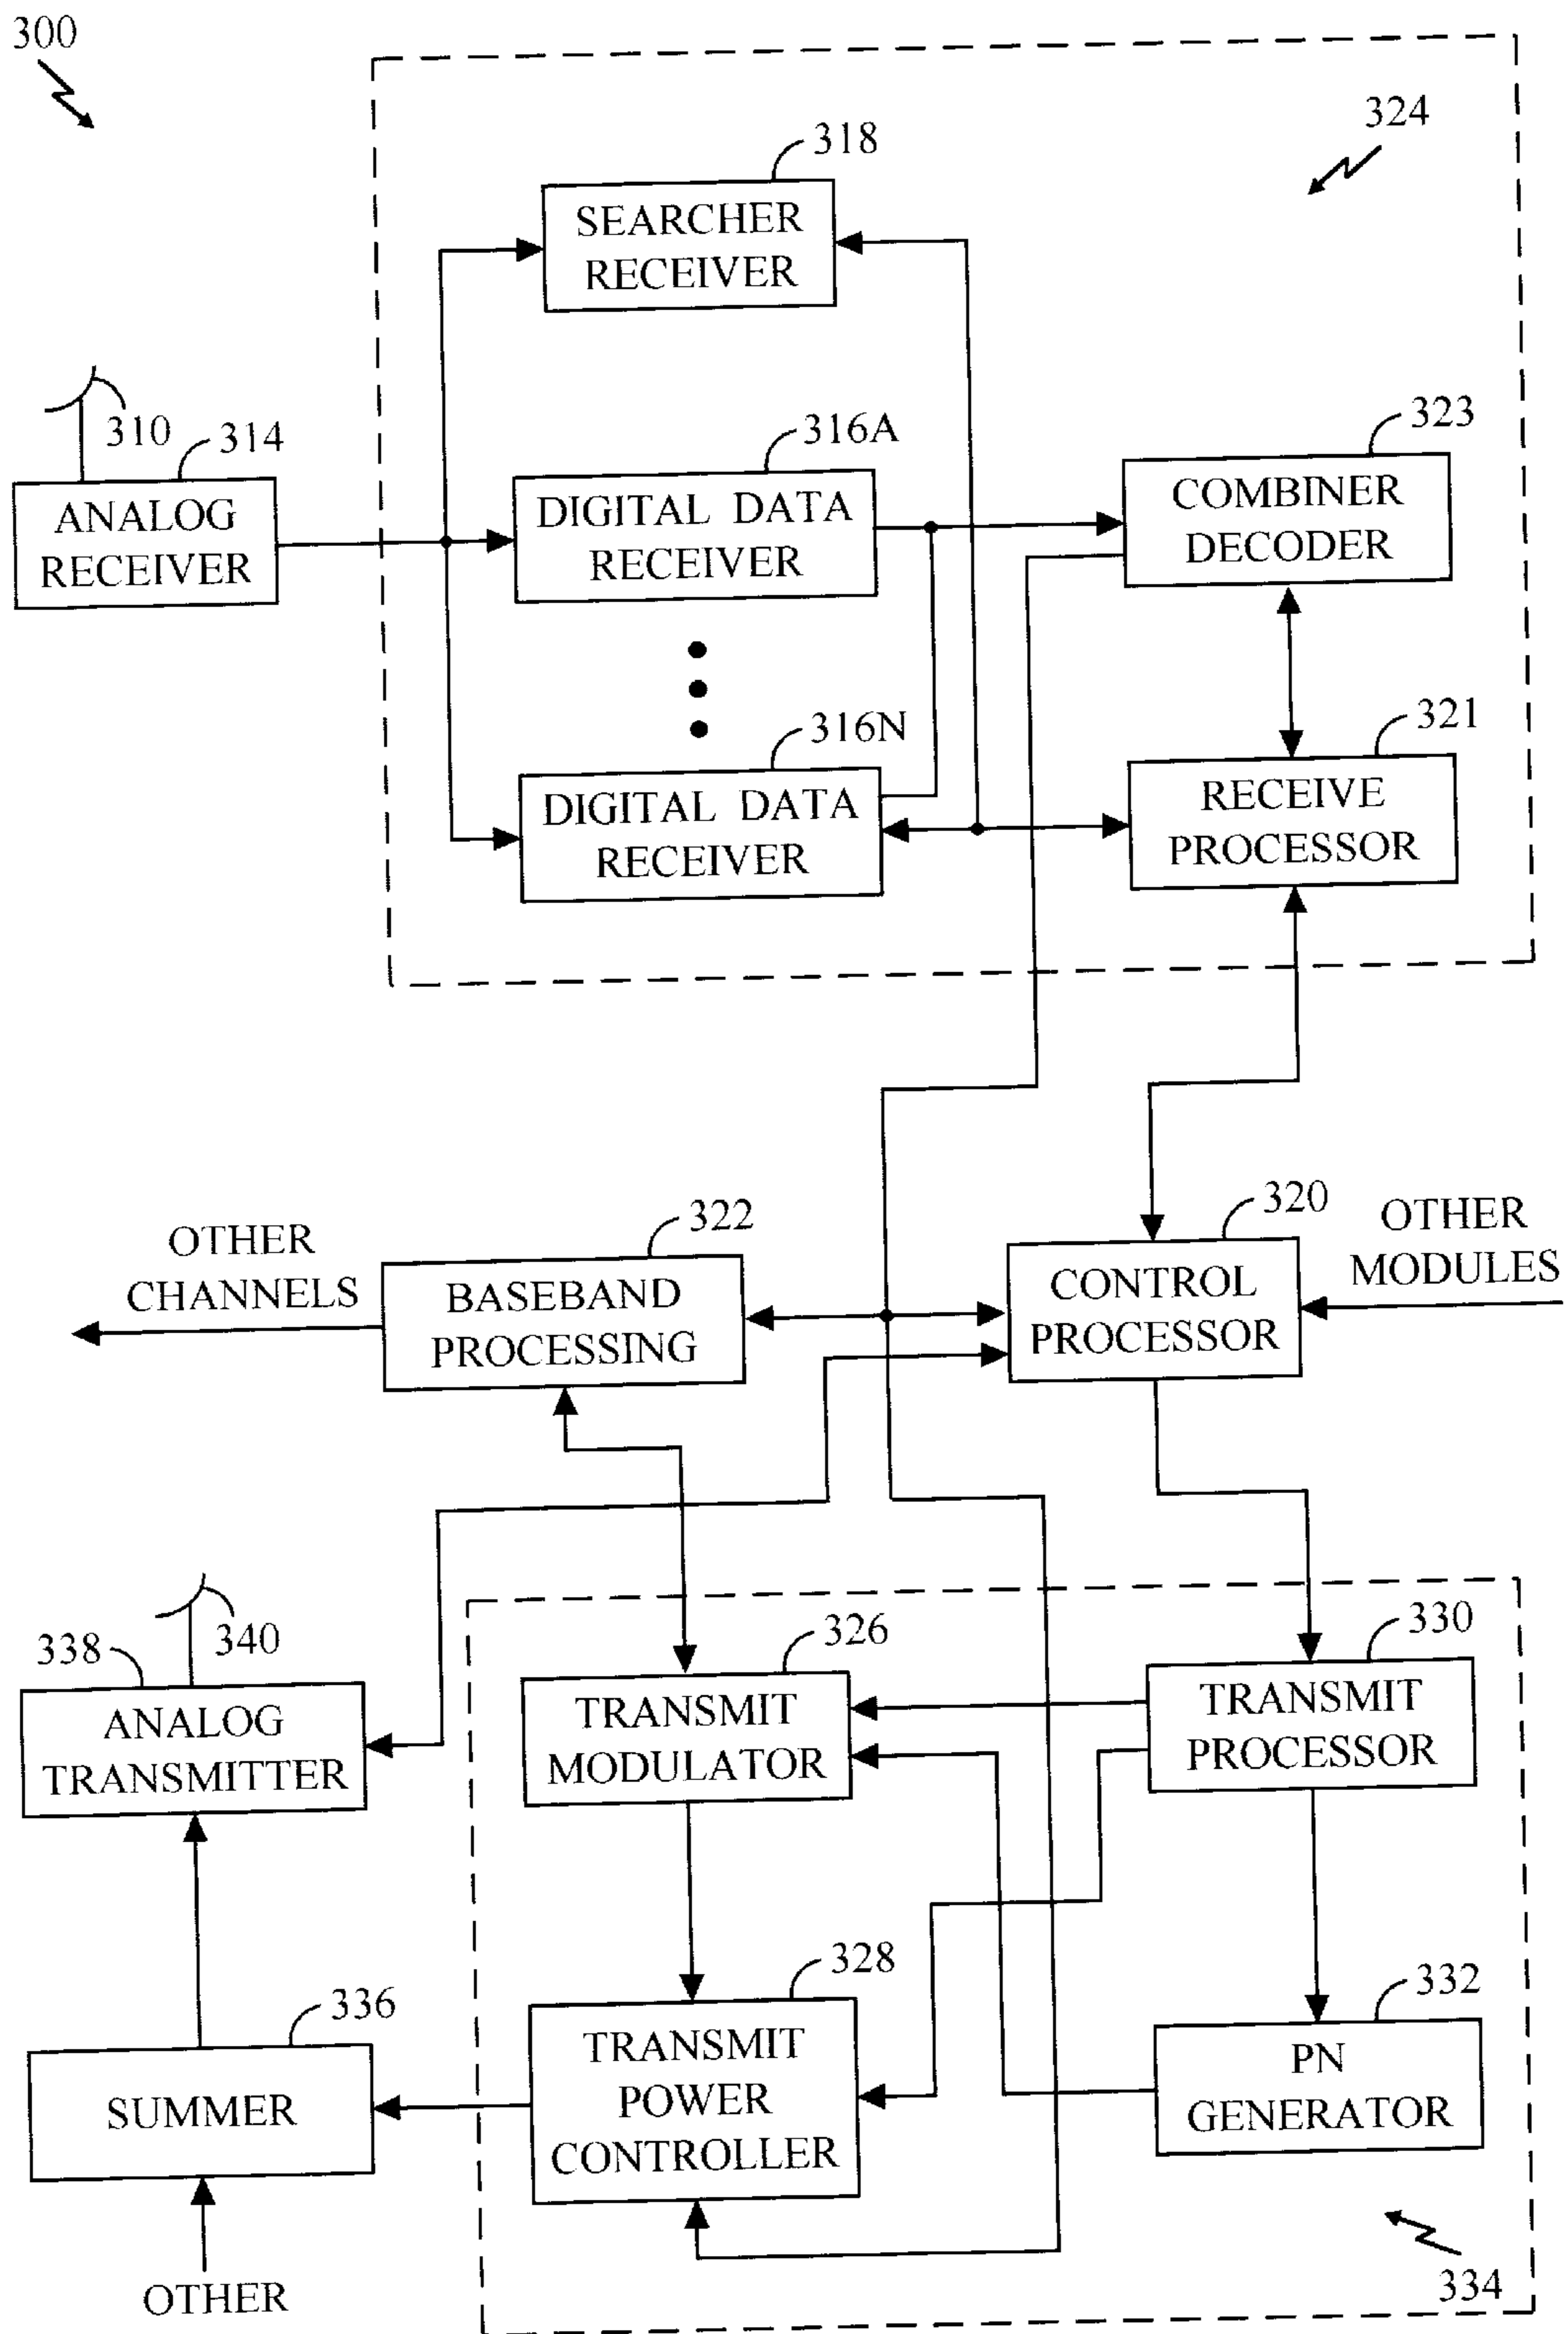 300
324
318
SEARCHER
RECEIVER
310
314
ANALOG
RECEIVER
316A
DIGITAL DATA
RECEIVER
323
COMBINER
DECODER
316N
DIGITAL DATA
RECEIVER
321
RECEIVE
PROCESSOR
OTHER
CHANNELS
322
BASEBAND
PROCESSING
320
CONTROL
PROCESSOR
OTHER
MODULES
340
338
ANALOG
TRANSMITTER
326
TRANSMIT
MODULATOR
330
TRANSMIT
PROCESSOR
336
SUMMER
328
TRANSMIT
POWER
CONTROLLER
332
PN
GENERATOR
OTHER
334